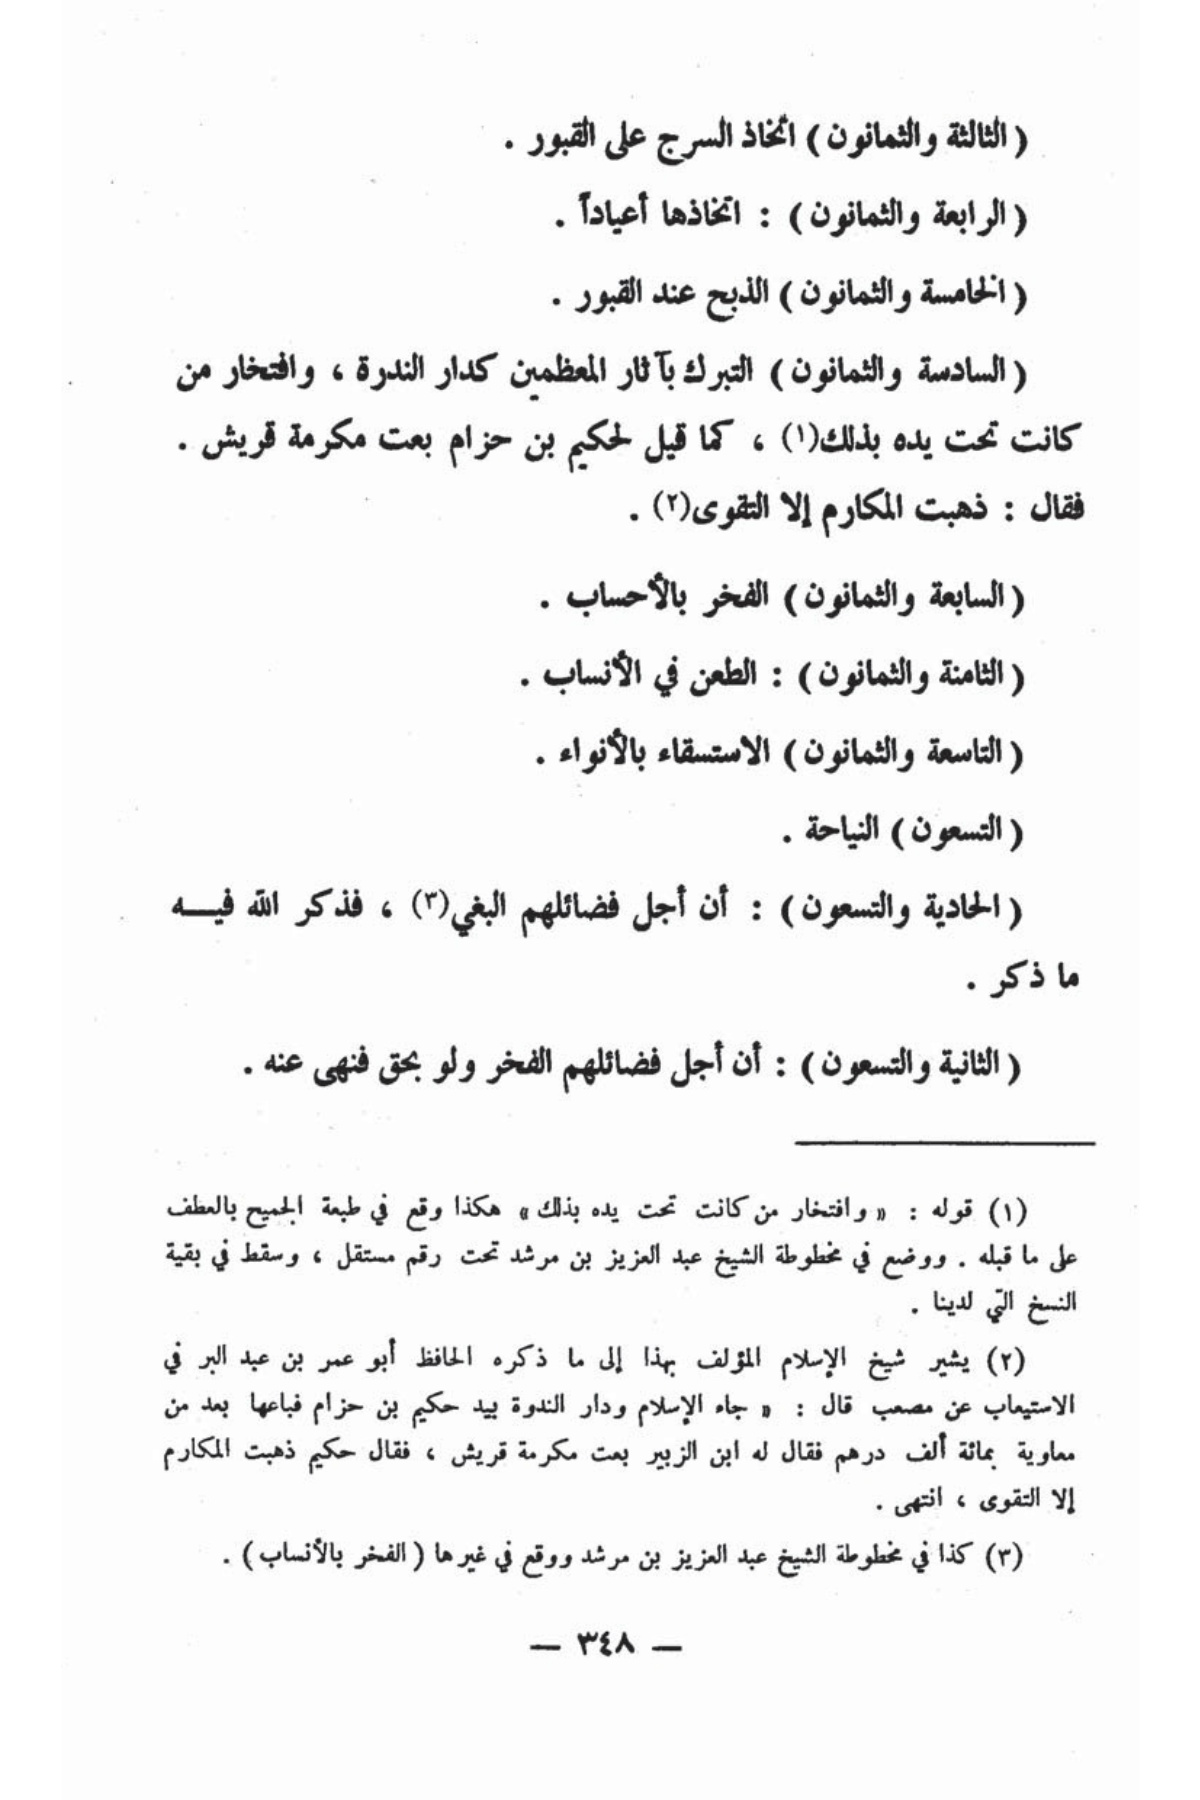 ( الثالثة والثمانون ) اتخاذ السرج على القبور .
( الرابعة والثمانون ) : اتخاذها أعياداً .
( الخامسة والثمانون ) الذبح عند القبور .
( السادسة والثمانون ) التبرك بآثار المعظمين كدار الندرة ، وافتخار من
كانت تحت يده بذلك(١) ، كما قيل لحكيم بن حزام بعت مكرمة قريش .
فقال : ذهبت المكارم إلا التقوى(٢) .
( السابعة والثمانون ) الفخر بالأحساب .
( الثامنة والثمانون ) : الطعن في الأنساب .
( التاسعة والثمانون ) الاستسقاء بالأنواء .
( التسعون ) النياحة .
( الحادية والتسعون ) : أن أجل فضائلهم البغي(٣) ، فذكر الله فيـــه
ما ذكر .
( الثانية والتسعون ) : أن أجل فضائلهم الفخر ولو بحق فنهى عنه .
(١) قوله : « وافتخار من كانت تحت يده بذلك » هكذا وقع في طبعة الجميح بالعطف
على ما قبله . ووضع في مخطوطة الشيخ عبد العزيز بن مرشد تحت رقم مستقل ، وسقط في بقية
النسخ التي لدينا .
(٢) يشير شيخ الإسلام المؤلف بهذا إلى ما ذكره الحافظ أبو عمر بن عبد البر في
الاستيعاب عن مصعب قال : « جاء الإسلام ودار الندوة بيد حكيم بن حزام فباعها بعد من
معاوية بمائة ألف درهم فقال له ابن الزبير بعت مكرمة قريش ، فقال حكيم ذهبت المكارم
إلا التقوى ، انتهى .
(٣) كذا في مخطوطة الشيخ عبد العزيز بن مرشد ووقع في غيرها ( الفخر بالأنساب ) .
— ٣٤٨ —